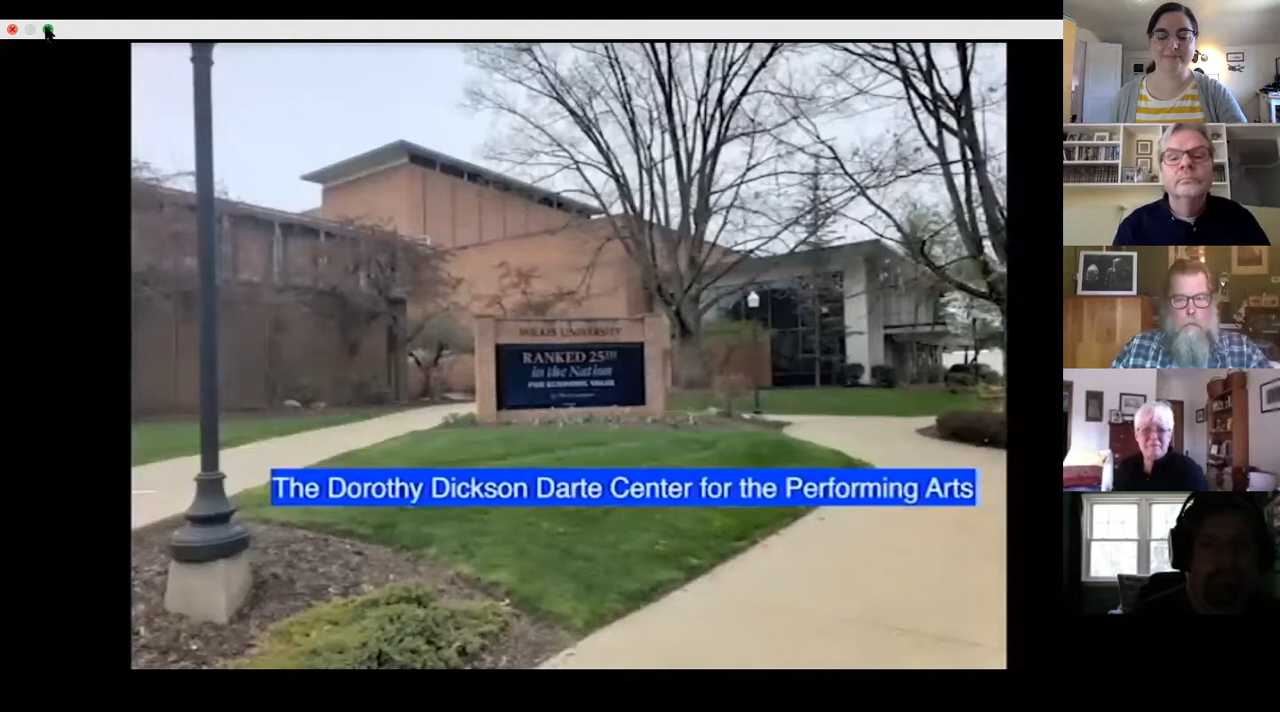 WILKES UNIVERSITY
RANKED 25TH
in the Nation
FOR ECONOMIC VALUE
The Dorothy Dickson Darte Center for the Performing Arts